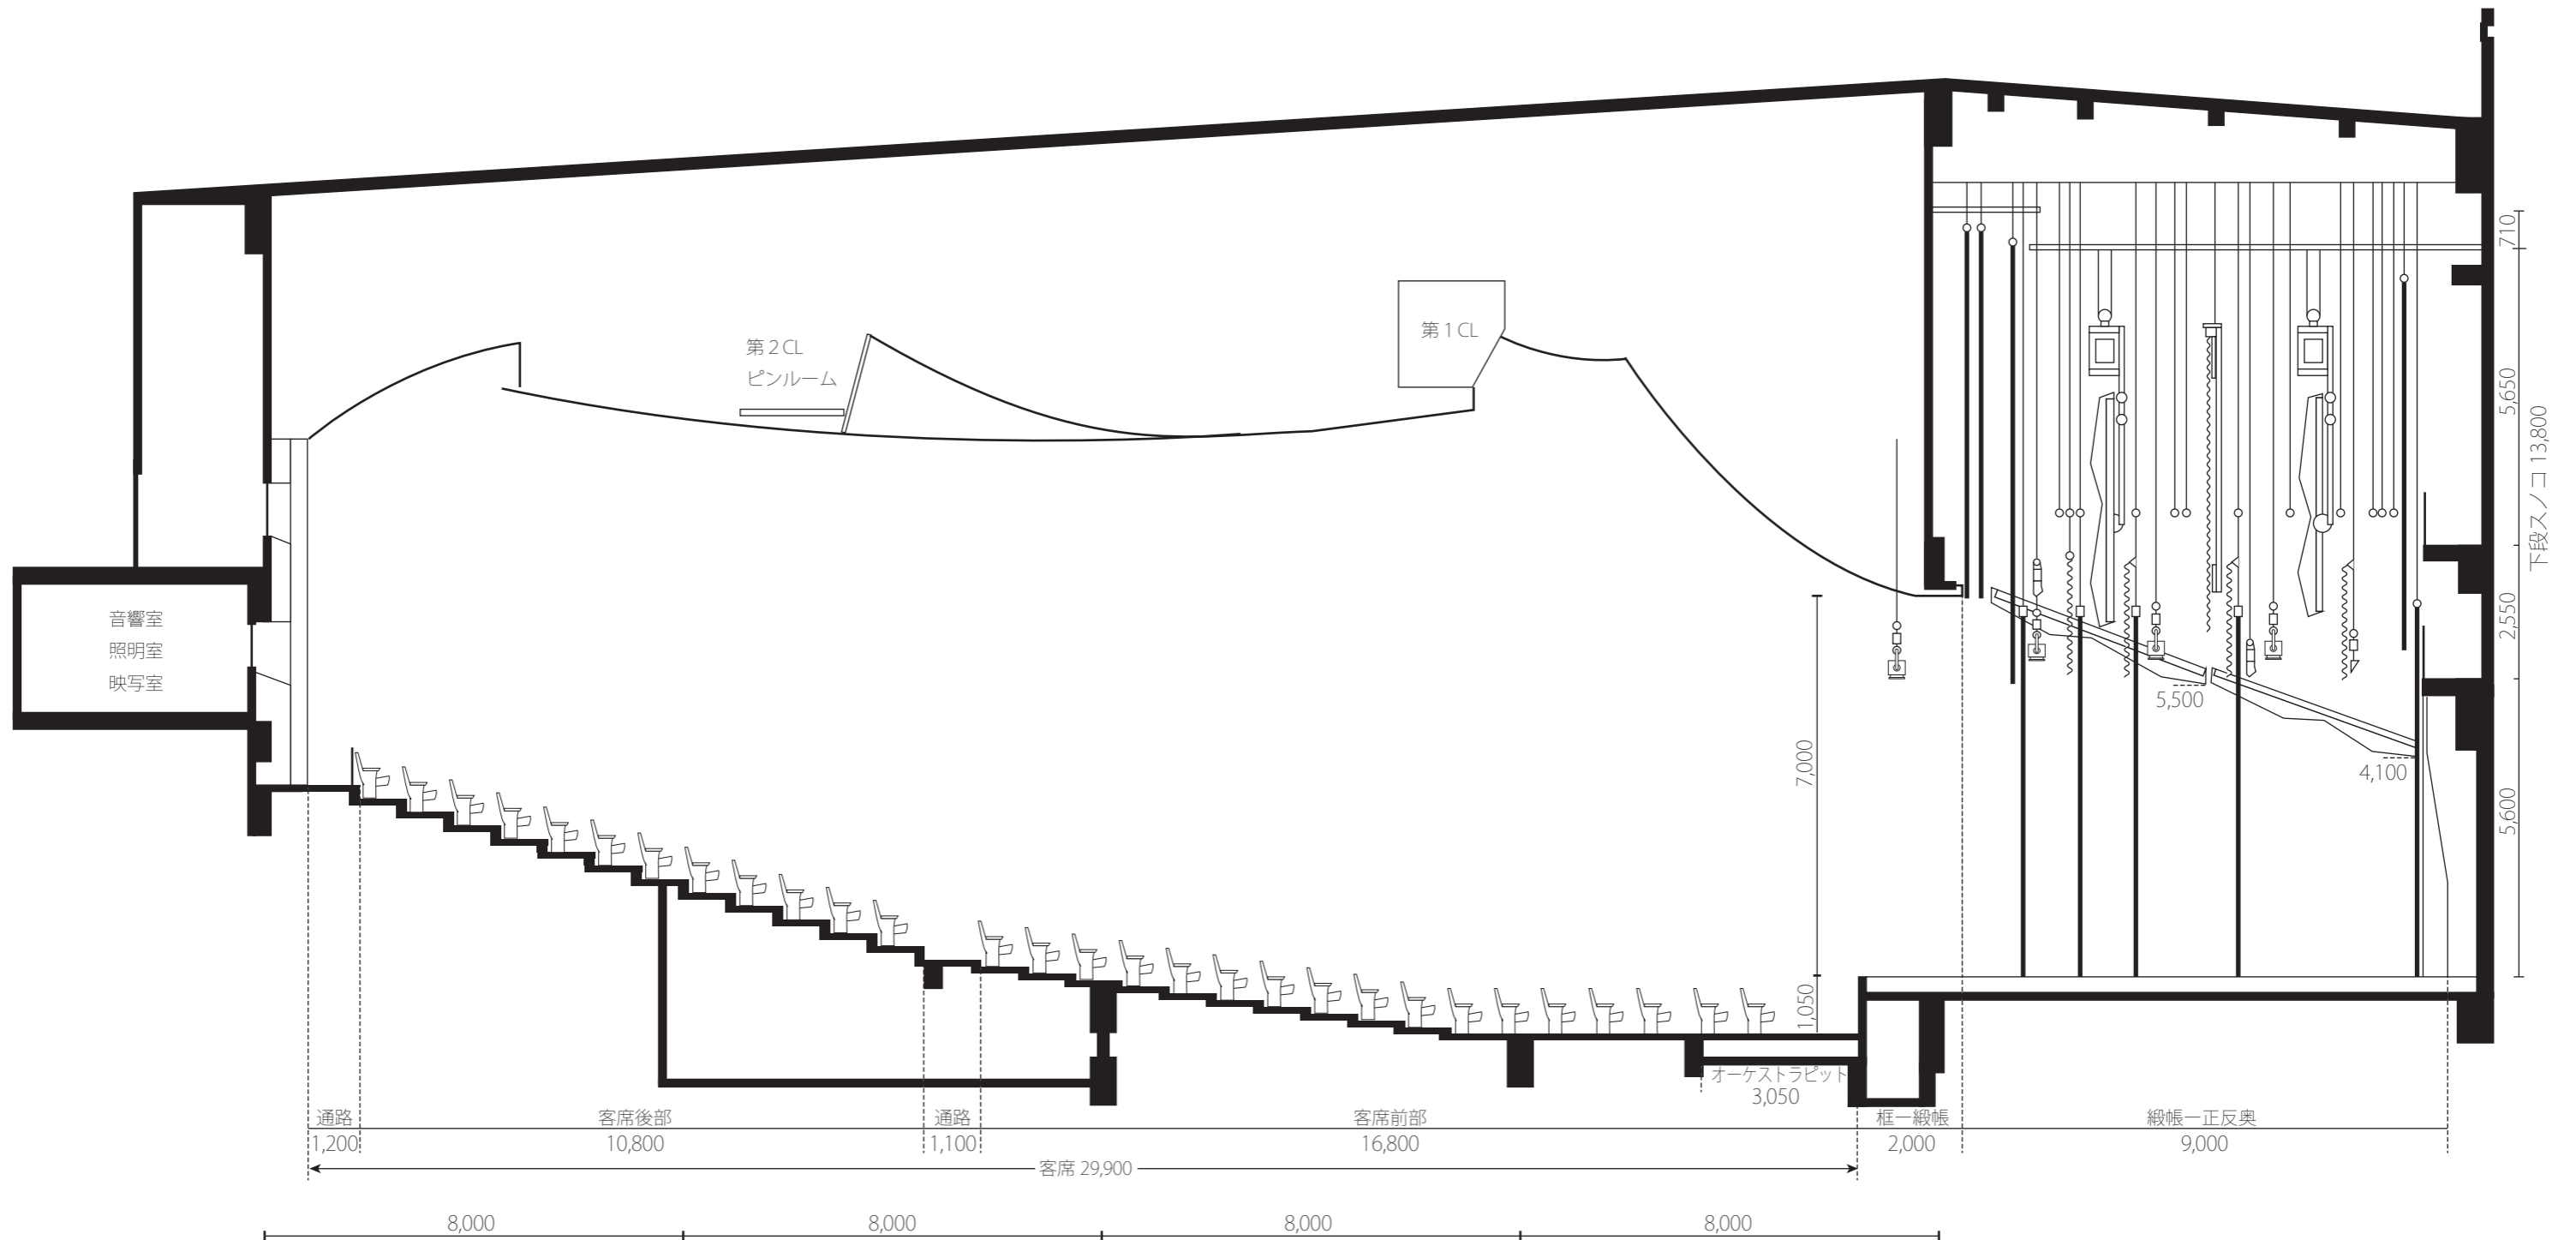 第2CL
ピンルーム
第1CL
音響室
照明室
映写室
710
5,650
下段スノコ 13,800
2,550
5,600
5,500
4,100
7,000
1,050
オーケストラピット
3,050
通路
客席後部
通路
客席前部
框ー緞帳
緞帳ー正反奥
1,200
10,800
1,100
16,800
2,000
9,000
客席 29,900
8,000
8,000
8,000
8,000